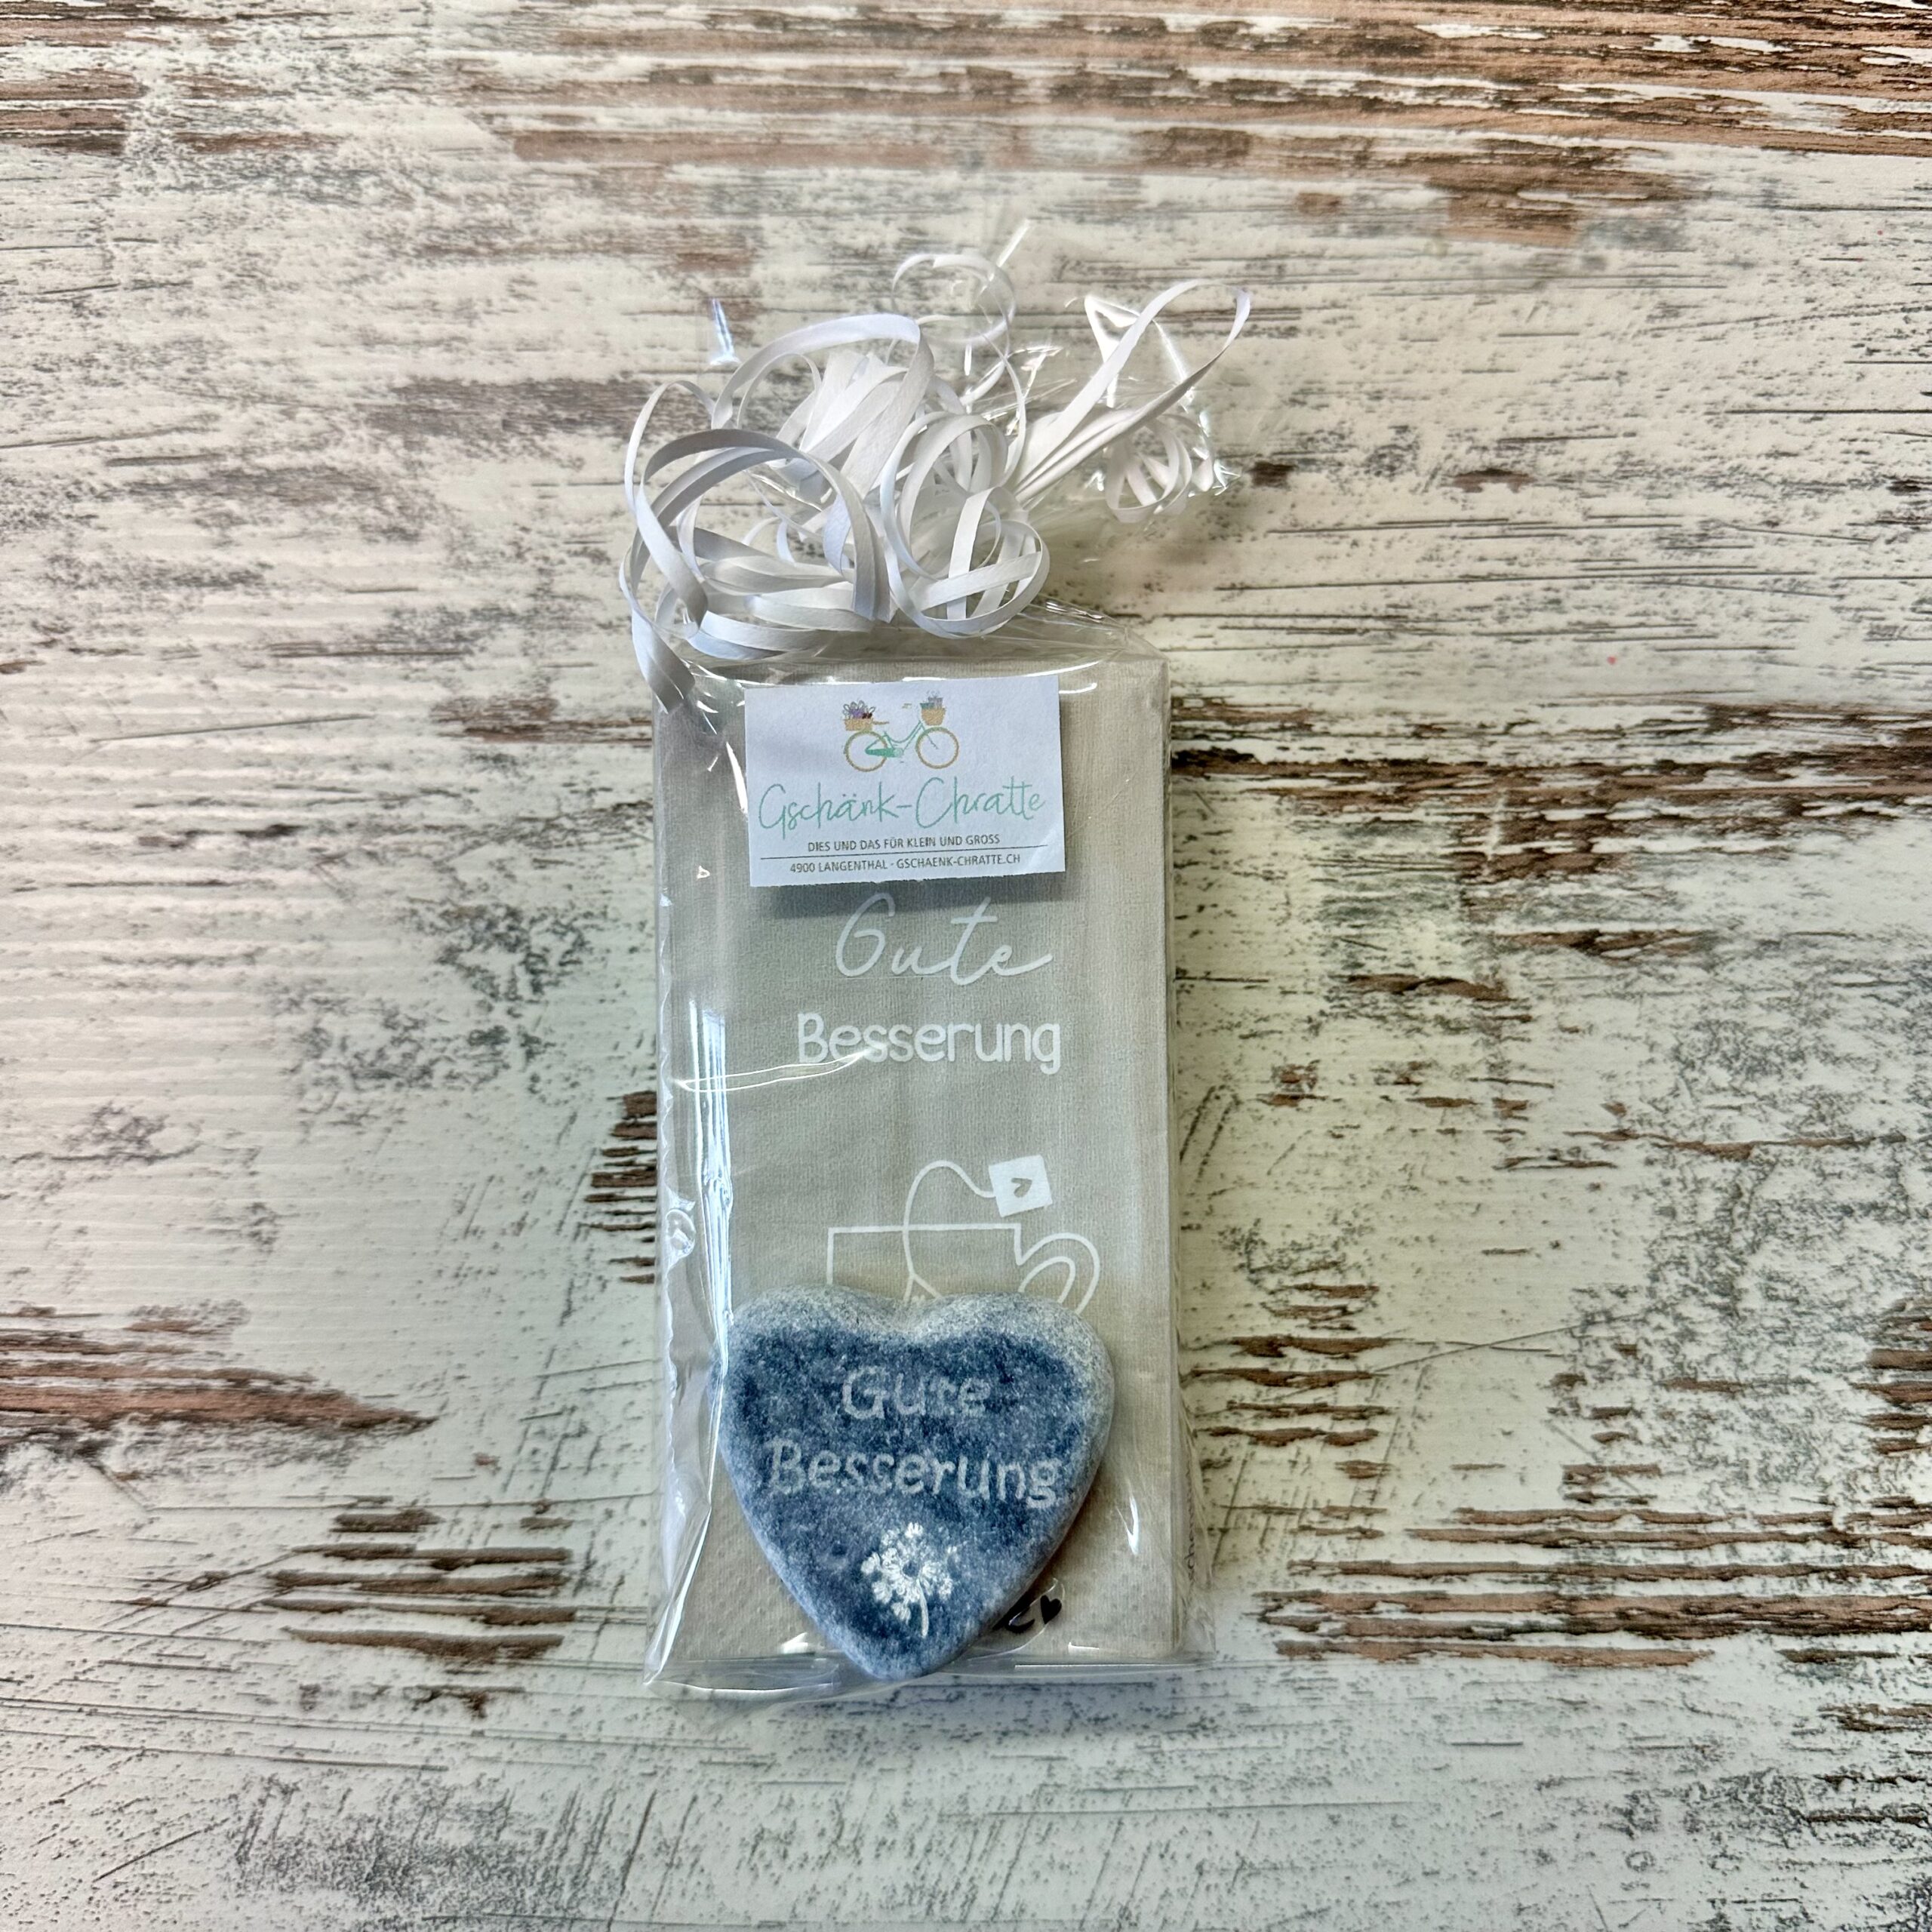 Gschänk-Chratte
DIES UND DAS FÜR KLEIN UND GROSS
4900 LANGENTHAL · GSCHAENK-CHRATTE.CH
Gute
Besserung
Gute
Besserung